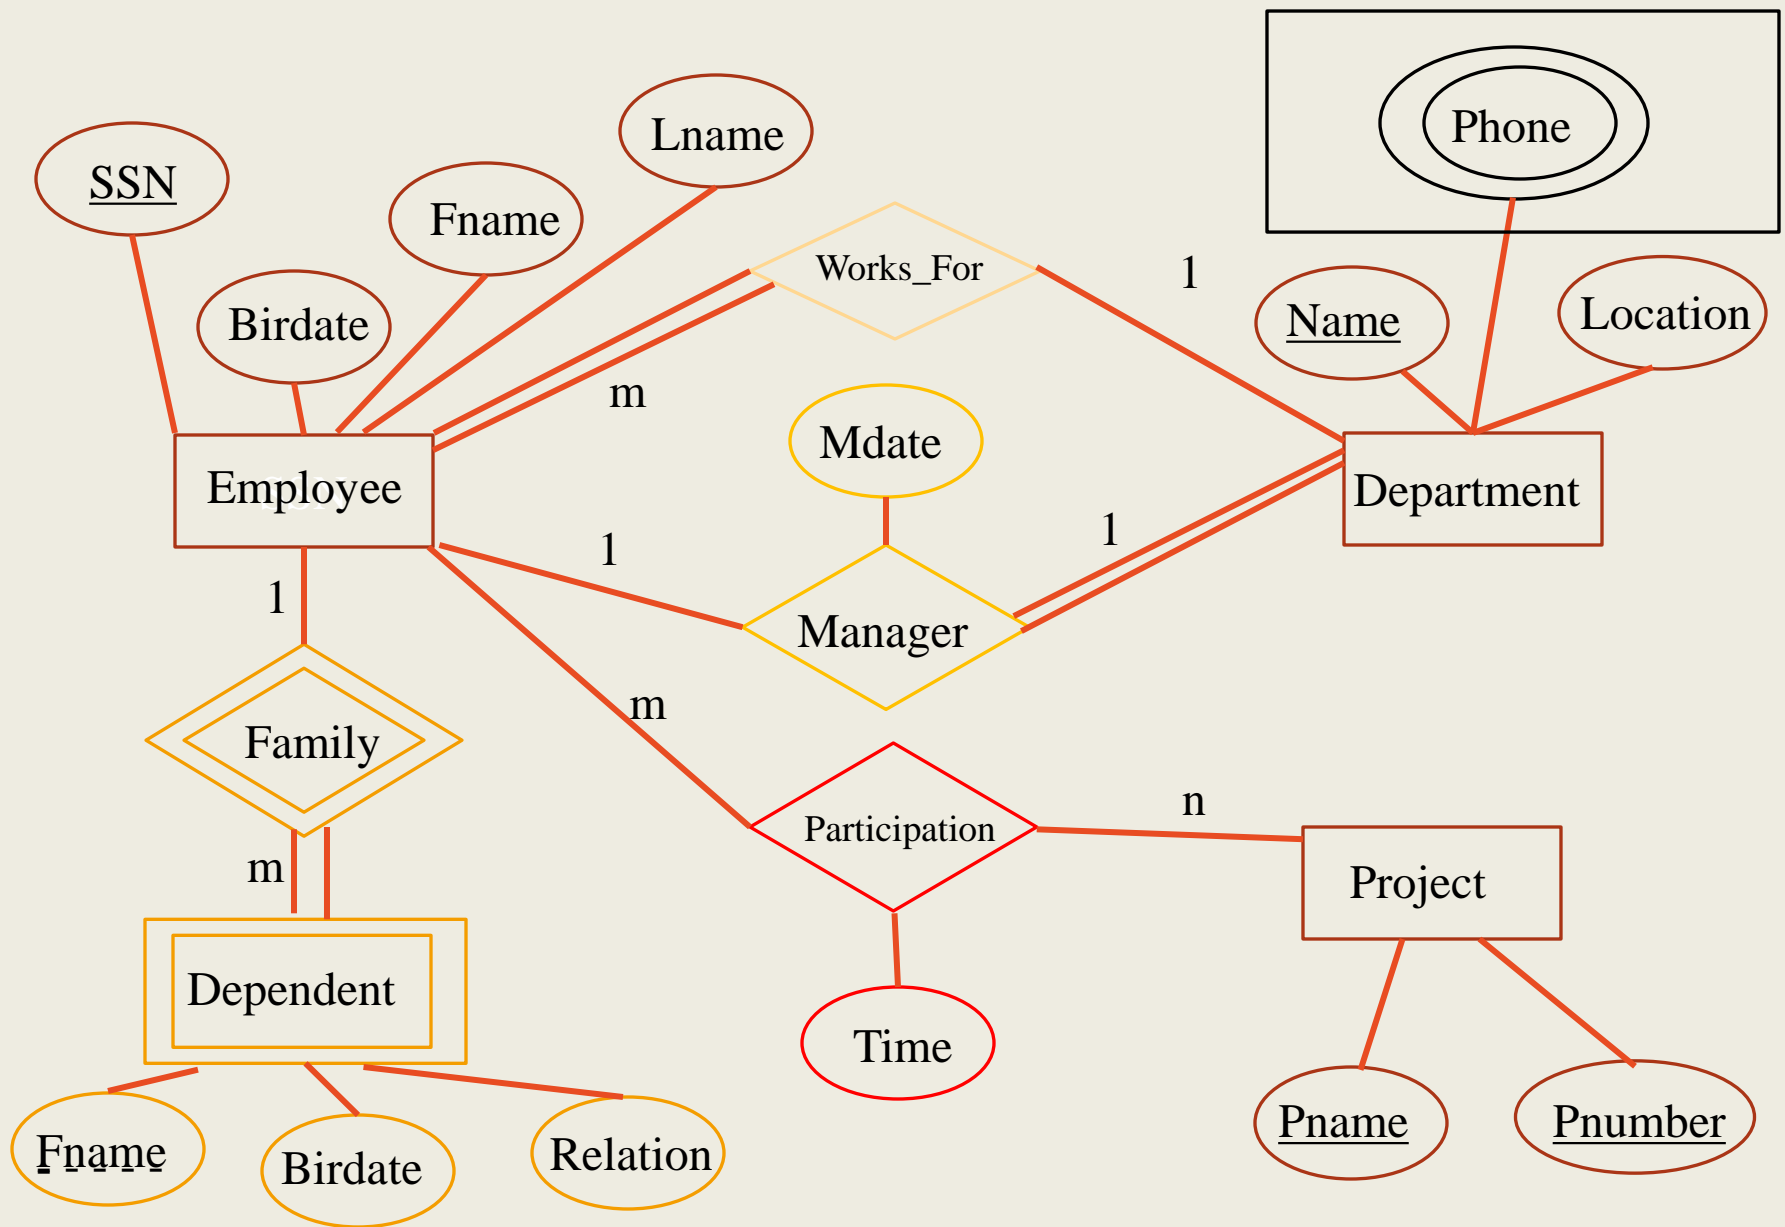 Lname
Phone
SSN
Fname
Works_For
1
Birdate
Name
Location
m
Mdate
Employee
Department
1
1
1
Manager
m
Family
n
Participation
m
Project
Dependent
Time
Fname
Birdate
Relation
Pname
Pnumber